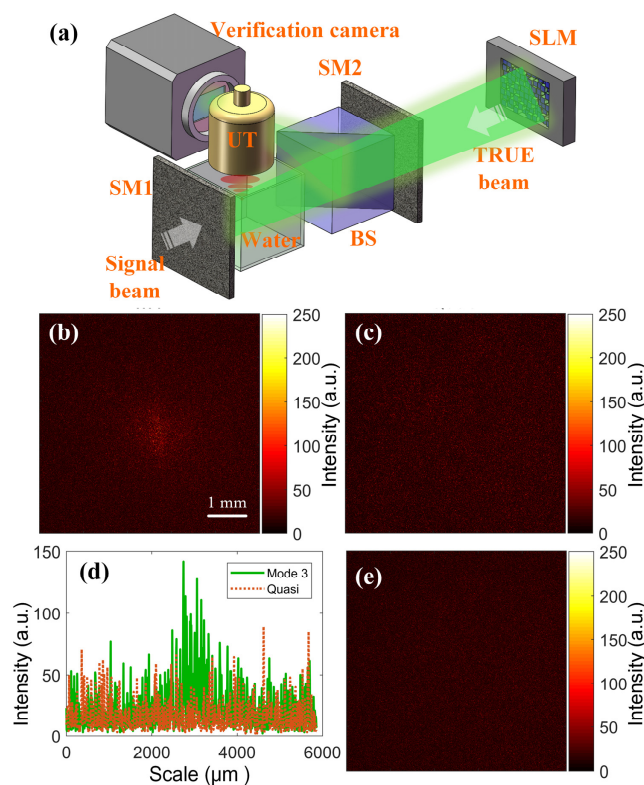 (a)
Verification camera
SLM
SM2
UT
TRUE
beam
SM1
Water
BS
Signal
beam
(b)
1 mm
250
200
150
100
50
0
Intensity (a.u.)
(c)
250
200
150
100
50
0
Intensity (a.u.)
(d)
Mode 3
Quasi
150
100
50
0
Intensity (a.u.)
0
2000
4000
6000
Scale (μm )
(e)
250
200
150
100
50
0
Intensity (a.u.)